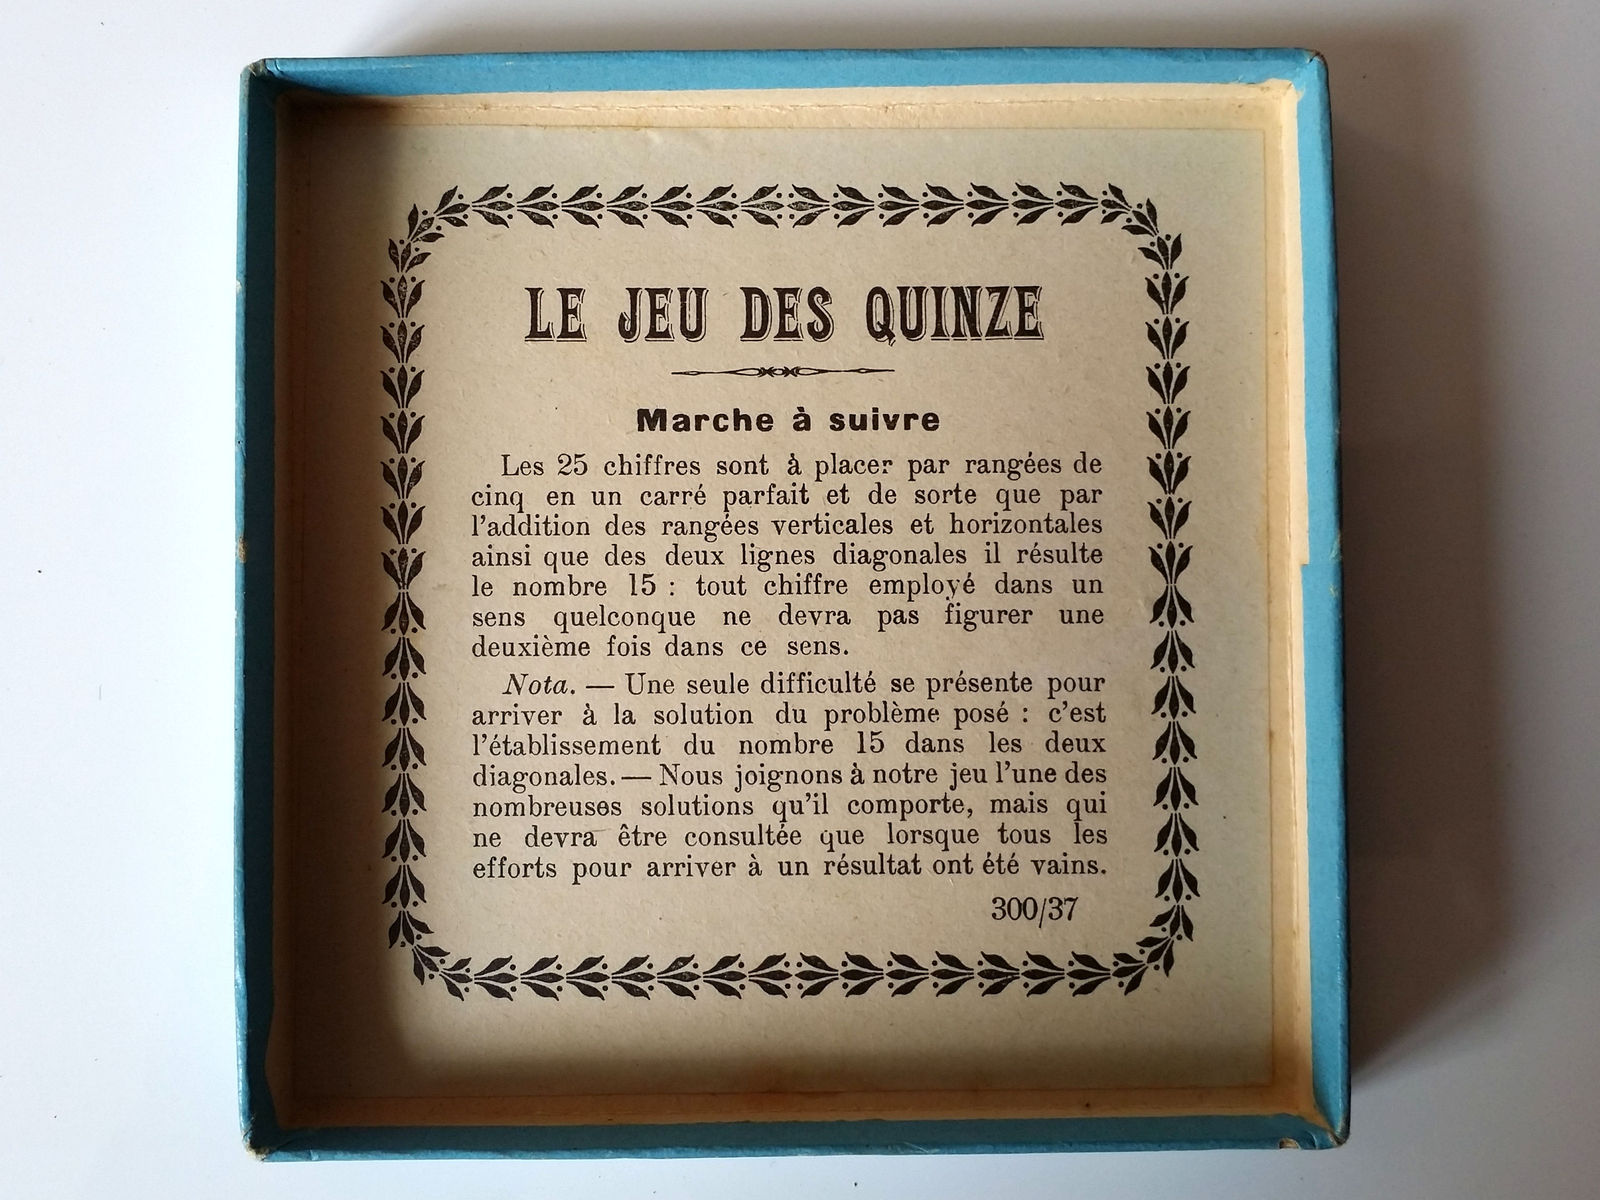 LE JEU DES QUINZE
Marche à suivre
Les 25 chiffres sont à placer par rangées de
cinq en un carré parfait et de sorte que par
l'addition des rangées verticales et horizontales
ainsi que des deux lignes diagonales il résulte
le nombre 15 : tout chiffre employé dans un
sens quelconque ne devra pas figurer une
deuxième fois dans ce sens.
Nota. — Une seule difficulté se présente pour
arriver à la solution du problème posé : c'est
l'établissement du nombre 15 dans les deux
diagonales. — Nous joignons à notre jeu l'une des
nombreuses solutions qu'il comporte, mais qui
ne devra être consultée que lorsque tous les
efforts pour arriver à un résultat ont été vains.
300/37